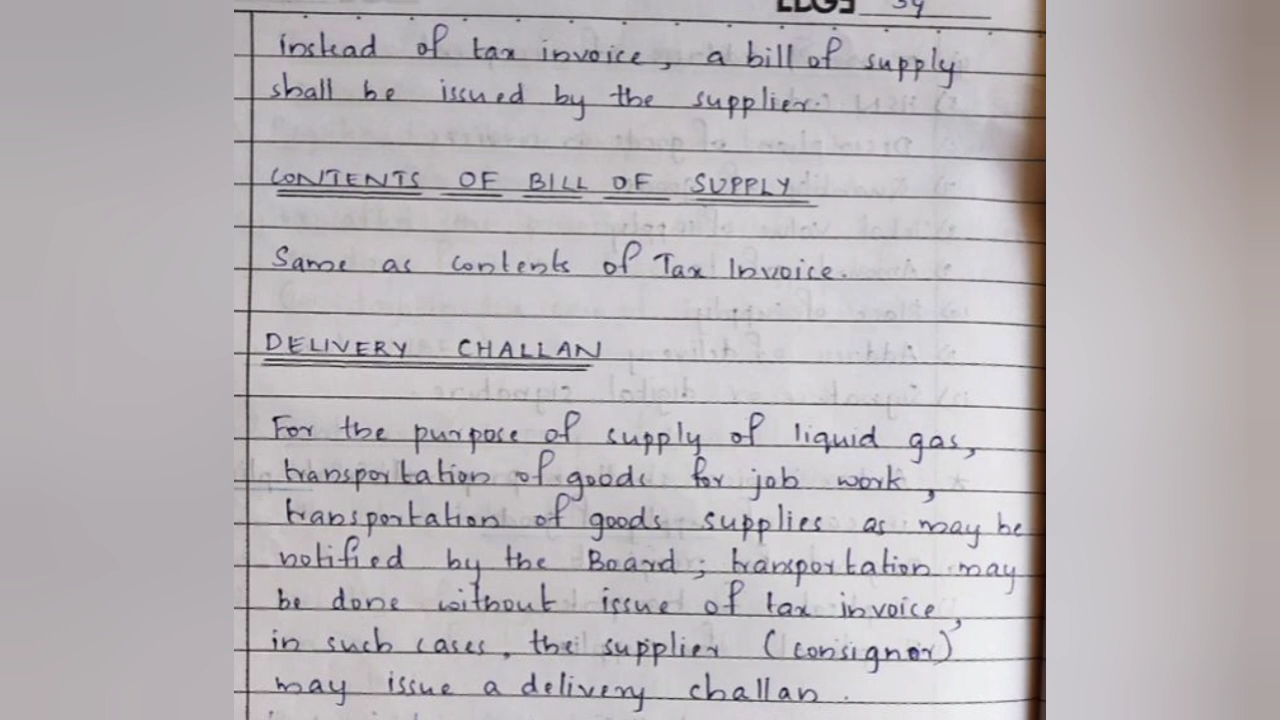 instead of tax invoice, a bill of supply
shall be issued by the supplier.
CONTENTS OF BILL OF SUPPLY
Same as contents of Tax Invoice.
DELIVERY CHALLAN
For the purpose of supply of liquid gas,
transportation of goods for job work,
transportation of goods supplies as may be
notified by the Board; transportation may
be done without issue of tax invoice,
in such cases, the supplier (consignor)
may issue a delivery challan.